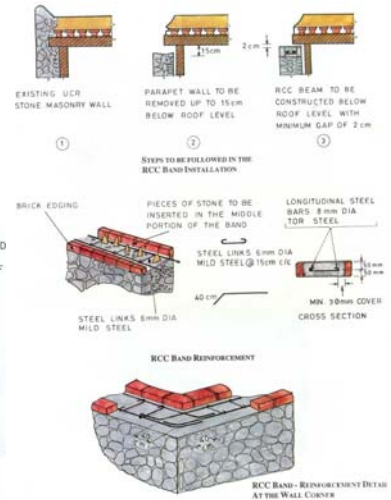 15cm
2 cm
EXISTING UCR
STONE MASONRY WALL
PARAPET WALL TO BE
REMOVED UP TO 15cm
BELOW ROOF LEVEL
RCC BEAM TO BE
CONSTRUCTED BELOW
ROOF LEVEL WITH
MINIMUM GAP OF 2 cm
1
2
3
STEPS TO BE FOLLOWED IN THE
RCC BAND INSTALLATION
BRICK EDGING
PIECES OF STONE TO BE
INSERTED IN THE MIDDLE
PORTION OF THE BAND
LONGITUDINAL STEEL
BARS 8 mm DIA
TOR STEEL
STEEL LINKS 6mm DIA
MILD STEEL @ 15cm c/c
40 cm
MIN. 30mm COVER
CROSS SECTION
STEEL LINKS 6mm DIA
MILD STEEL
RCC BAND REINFORCEMENT
RCC BAND - REINFORCEMENT DETAIL
AT THE WALL CORNER